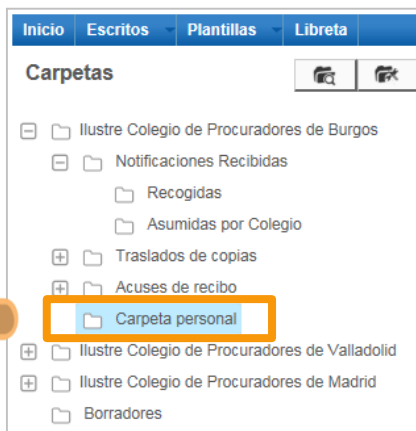 Inicio Escritos Plantillas Libreta
Carpetas
Ilustre Colegio de Procuradores de Burgos
Notificaciones Recibidas
Recogidas
Asumidas por Colegio
Traslados de copias
Acuses de recibo
Carpeta personal
Ilustre Colegio de Procuradores de Valladolid
Ilustre Colegio de Procuradores de Madrid
Borradores